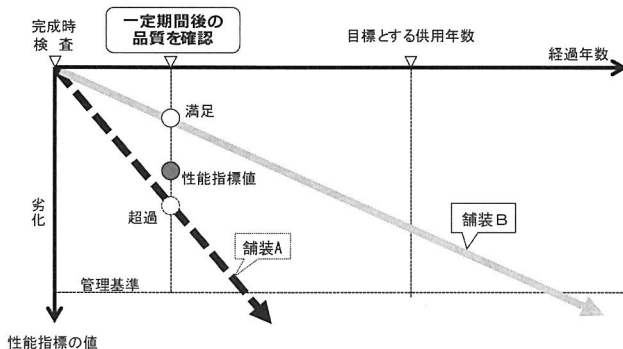 完成時
検 査
一定期間後の
品質を確認
目標とする供用年数
経過年数
満足
性能指標値
劣化
超過
舗装A
舗装B
管理基準
性能指標の値